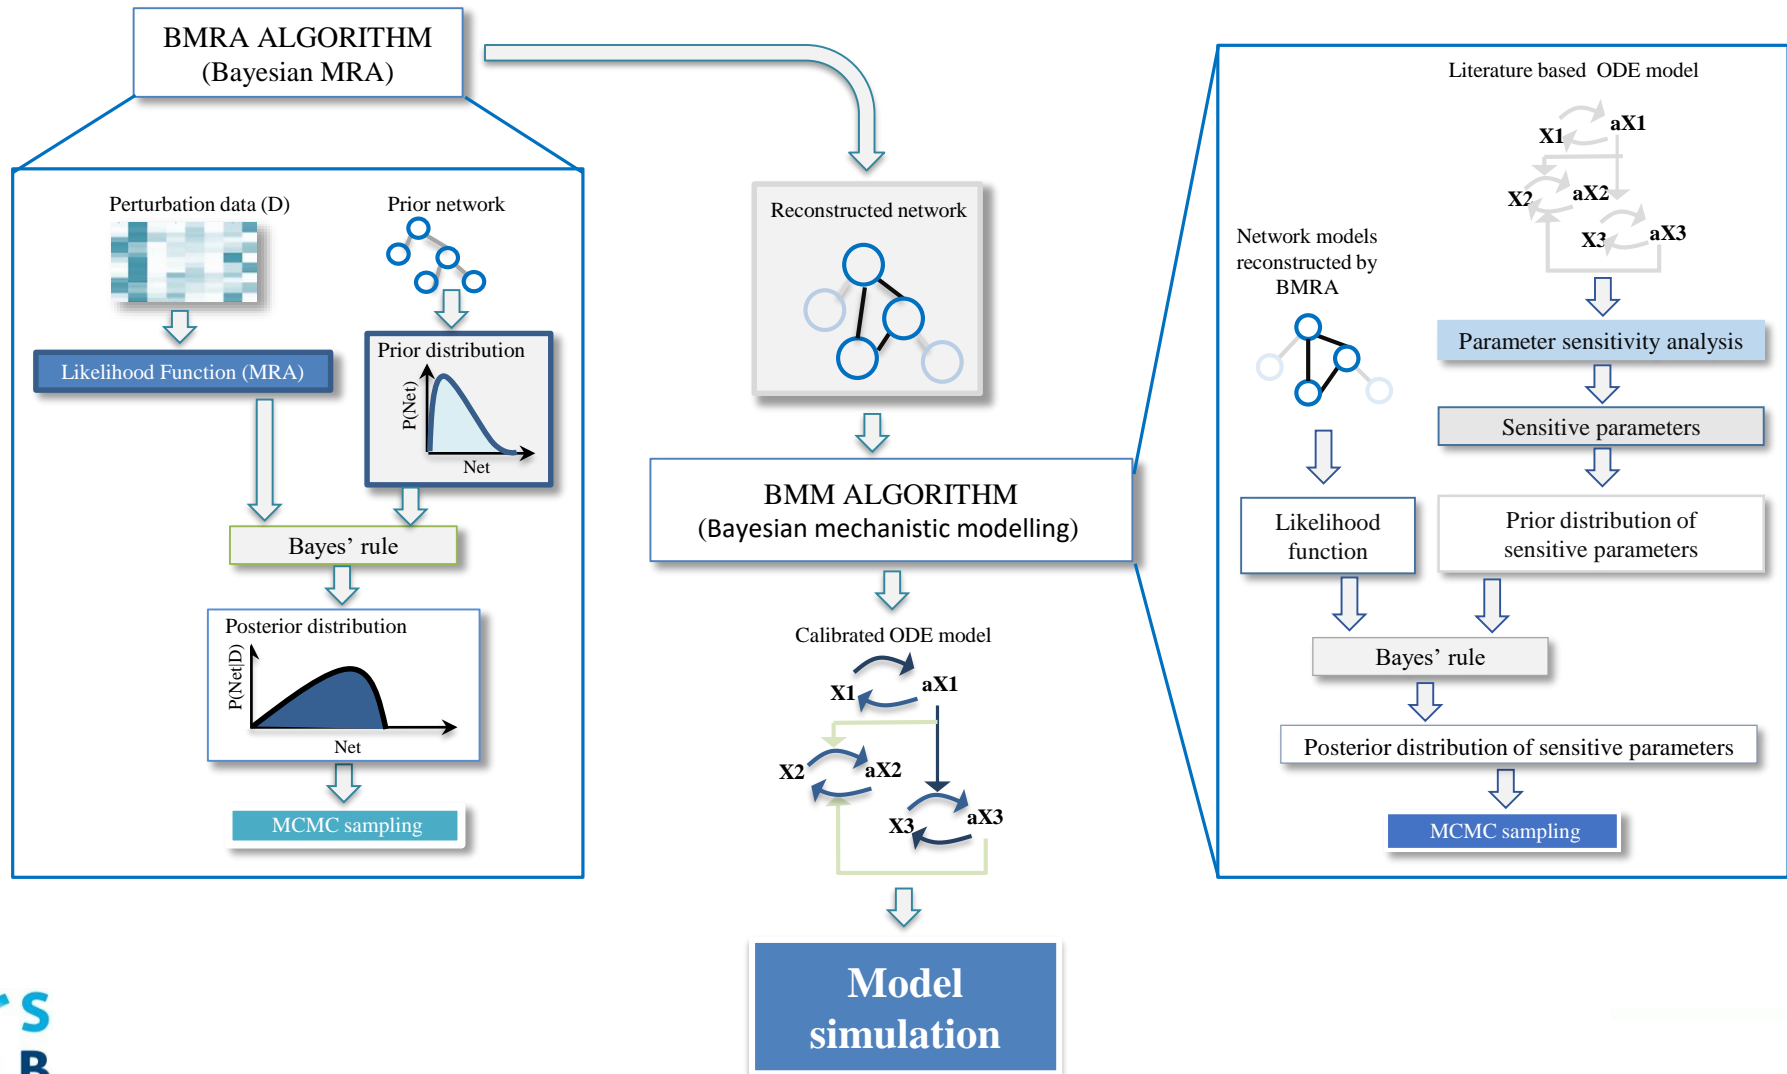 BMRA ALGORITHM
(Bayesian MRA)
Perturbation data (D)
Prior network
Likelihood Function (MRA)
Prior distribution
P(Net)
Net
Bayes’ rule
Posterior distribution
P(Net|D)
Net
MCMC sampling
Reconstructed network
BMM ALGORITHM
(Bayesian mechanistic modelling)
Calibrated ODE model
X1
aX1
X2
aX2
X3
aX3
Model
simulation
Literature based ODE model
X1
aX1
X2
aX2
X3
aX3
Network models
reconstructed by
BMRA
Parameter sensitivity analysis
Sensitive parameters
Likelihood
function
Prior distribution of
sensitive parameters
Bayes’ rule
Posterior distribution of sensitive parameters
MCMC sampling
s
B